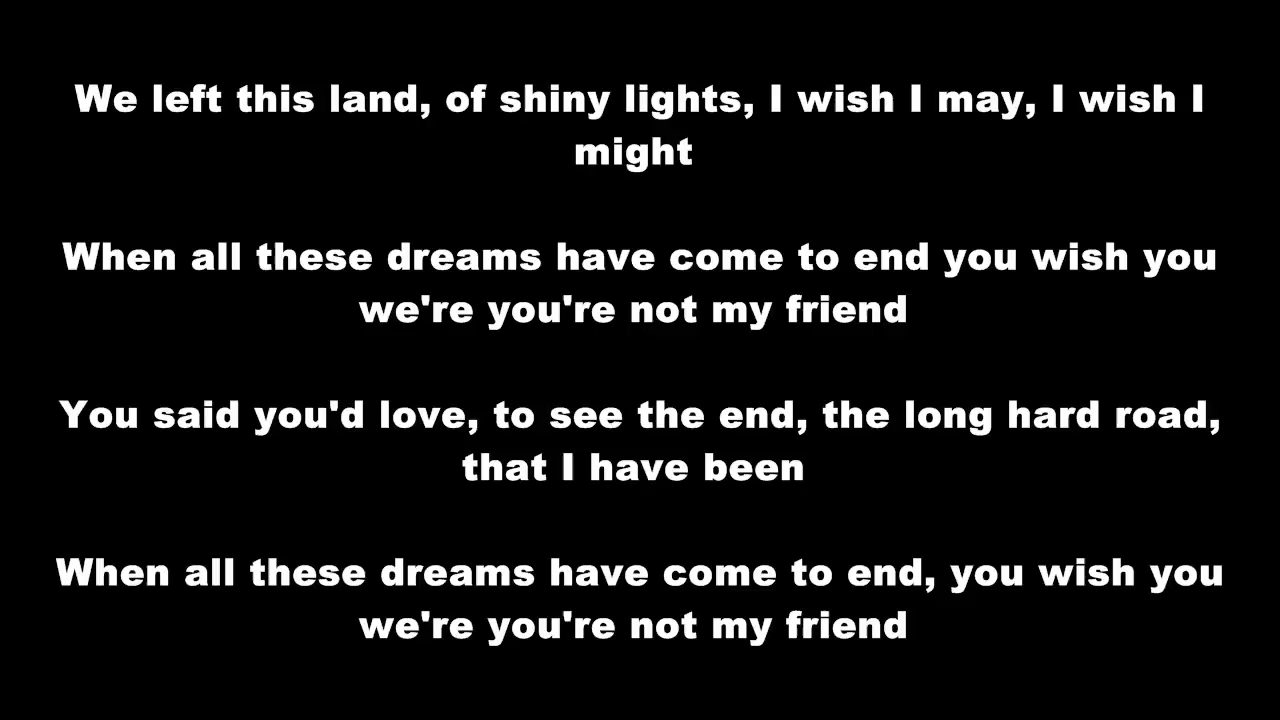 We left this land, of shiny lights, I wish I may, I wish I
might
When all these dreams have come to end you wish you
we're you're not my friend
You said you'd love, to see the end, the long hard road,
that I have been
When all these dreams have come to end, you wish you
we're you're not my friend